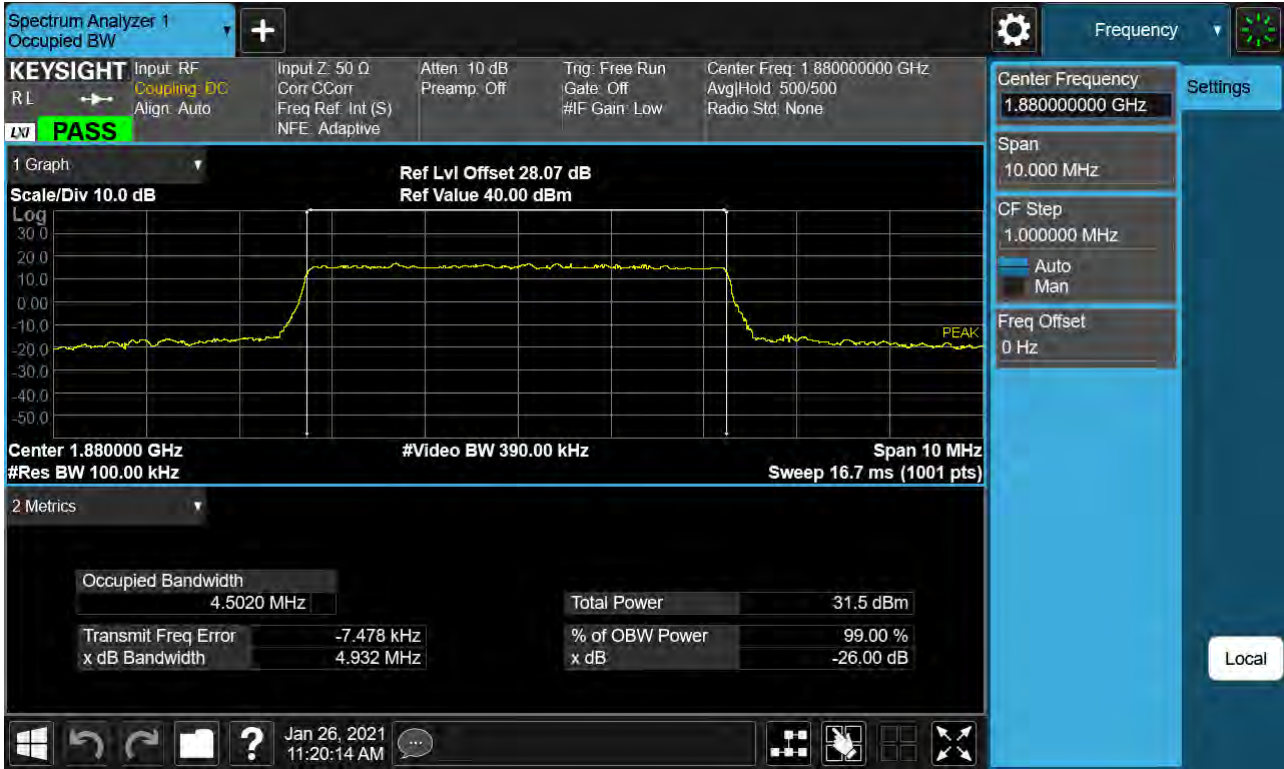 Spectrum Analyzer 1
Occupied BW
+
Frequency
KEYSIGHT
RL
LXI PASS
Input: RF
Coupling: DC
Align: Auto
Input Z: 50 Ω
Corr CCorr
Freq Ref: Int (S)
NFE: Adaptive
Atten: 10 dB
Preamp: Off
Trig: Free Run
Gate: Off
#IF Gain: Low
Center Freq: 1.880000000 GHz
Avg|Hold: 500/500
Radio Std: None
Center Frequency
1.880000000 GHz
Settings
Span
10.000 MHz
CF Step
1.000000 MHz
Auto
Man
Freq Offset
0 Hz
Local
1 Graph
Scale/Div 10.0 dB
Ref Lvl Offset 28.07 dB
Ref Value 40.00 dBm
Log
30.0
20.0
10.0
0.00
-10.0
-20.0
-30.0
-40.0
-50.0
PEAK
Center 1.880000 GHz
#Video BW 390.00 kHz
Span 10 MHz
#Res BW 100.00 kHz
Sweep 16.7 ms (1001 pts)
2 Metrics
Occupied Bandwidth
4.5020 MHz
Total Power 31.5 dBm
Transmit Freq Error -7.478 kHz
% of OBW Power 99.00 %
x dB Bandwidth 4.932 MHz
x dB -26.00 dB
?
Jan 26, 2021
11:20:14 AM